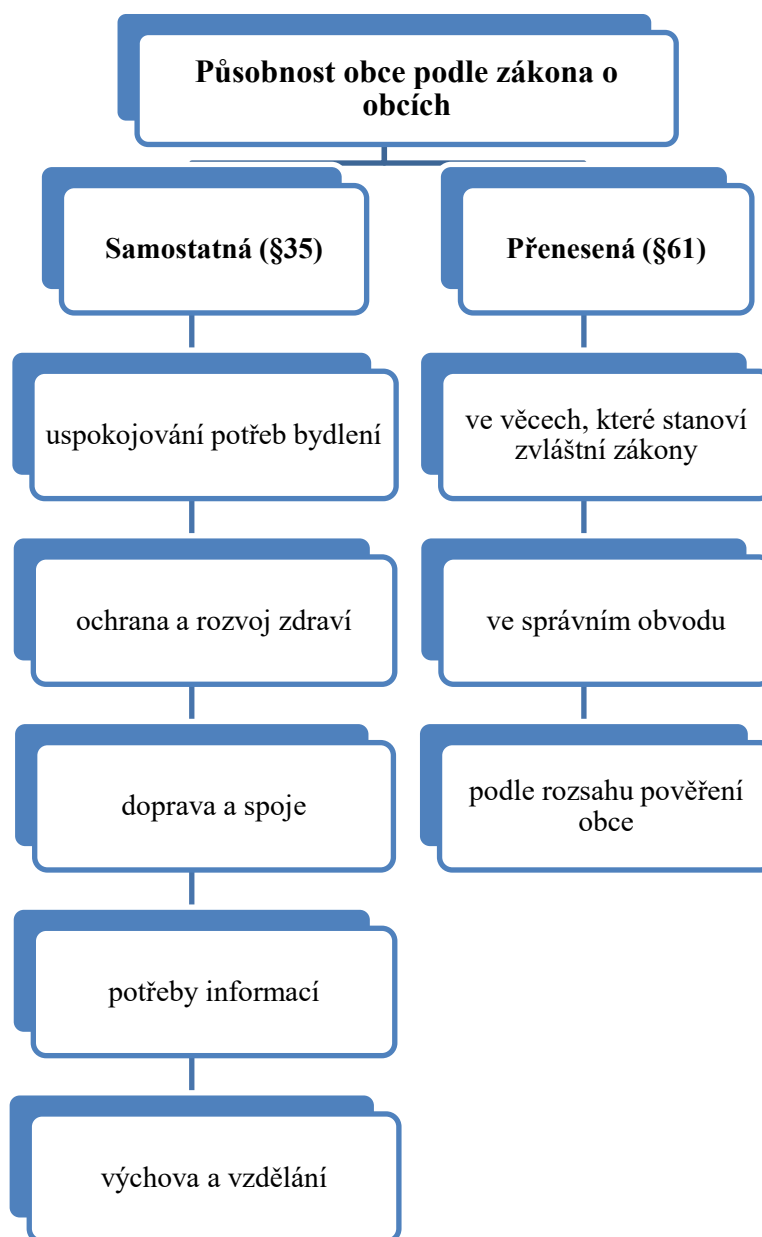 Působnost obce podle zákona o
obcích
Samostatná (§35)
uspokojování potřeb bydlení
ochrana a rozvoj zdraví
doprava a spoje
potřeby informací
výchova a vzdělání
Přenesená (§61)
ve věcech, které stanoví
zvláštní zákony
ve správním obvodu
podle rozsahu pověření
obce